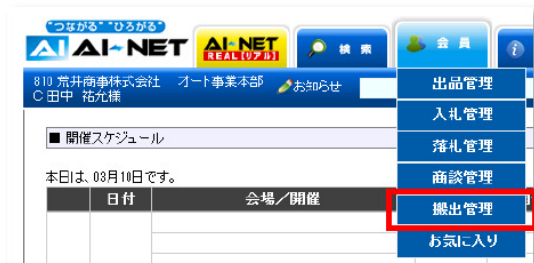 "つながる" "ひろがる"
AI-NET
AI-NET
REAL【リアル】
検 索
会 員
810 荒井商事株式会社 オート事業本部
お知らせ
C 田中 祐允様
出品管理
入札管理
落札管理
商談管理
搬出管理
お気に入り
■ 開催スケジュール
本日は、03月10日です。
日付
会場／開催